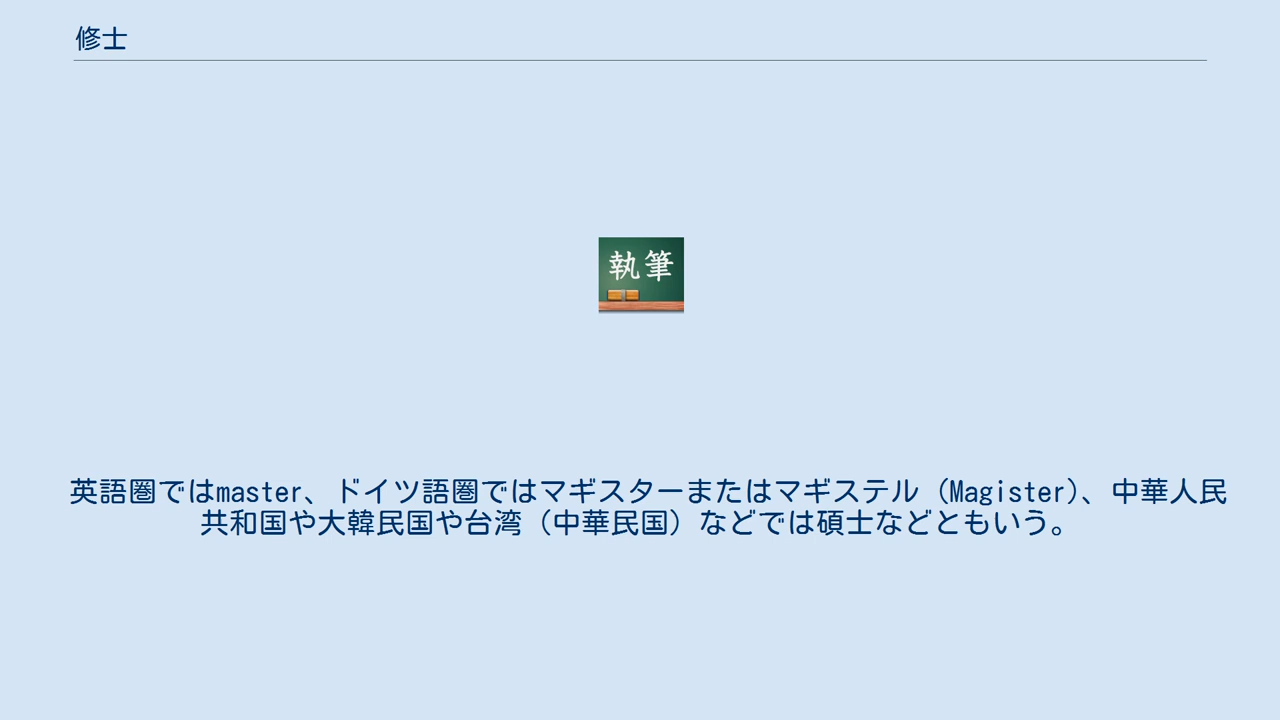 修士
執筆
英語圏ではmaster、ドイツ語圏ではマギスターまたはマギステル（Magister)、中華人民
共和国や大韓民国や台湾（中華民国）などでは碩士などともいう。